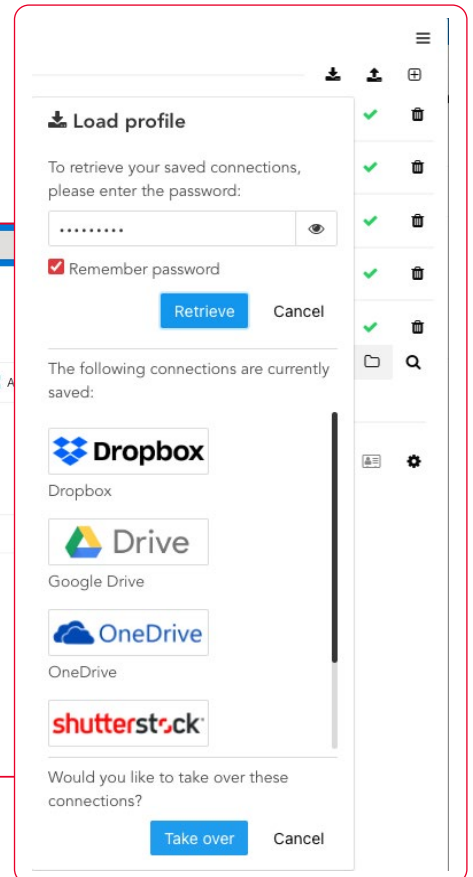 Load profile
To retrieve your saved connections,
please enter the password:
.........
Remember password
Retrieve Cancel
The following connections are currently
saved:
Dropbox
Dropbox
Drive
Google Drive
OneDrive
OneDrive
shutterstock
Would you like to take over these
connections?
Take over Cancel
A